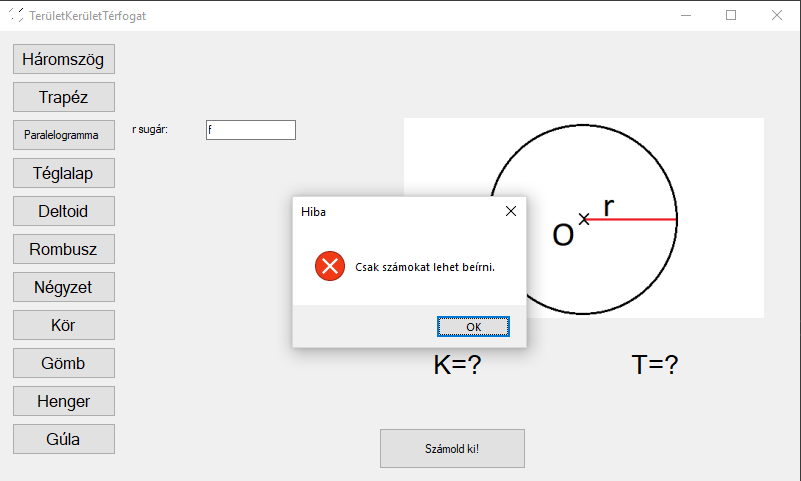 TerületKerületTérfogat
Háromszög
Trapéz
Paralelogramma
Téglalap
Deltoid
Rombusz
Négyzet
Kör
Gömb
Henger
Gúla
r sugár:
f
r
O
Hiba
Csak számokat lehet beírni.
OK
K=?
T=?
Számold ki!